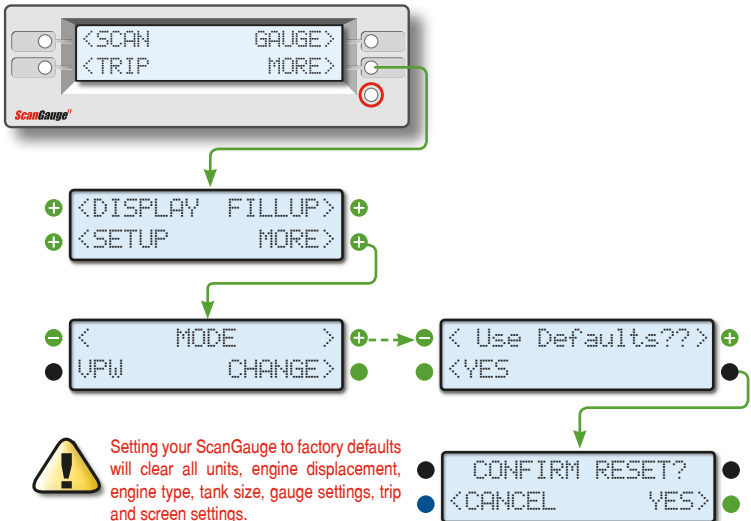 <SCAN GAUGE>
<TRIP MORE>
ScanGauge II
<DISPLAY FILLUP>
<SETUP MORE>
< MODE >
VPW CHANGE>
< Use Defaults??>
<YES
Setting your ScanGauge to factory defaults
will clear all units, engine displacement,
engine type, tank size, gauge settings, trip
and screen settings.
CONFIRM RESET?
<CANCEL YES>